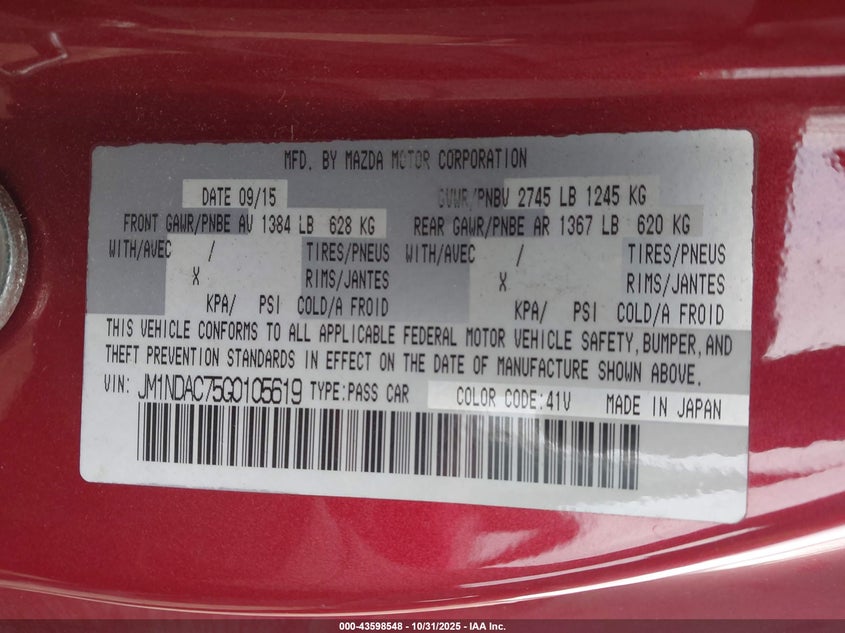 MFD. BY MAZDA MOTOR CORPORATION
DATE 09/15 GVWR/PNBV 2745 LB 1245 KG
FRONT GAWR/PNBE AV 1384 LB 628 KG REAR GAWR/PNBE AR 1367 LB 620 KG
WITH/AVEC / TIRES/PNEUS WITH/AVEC / TIRES/PNEUS
X RIMS/JANTES X RIMS/JANTES
KPA/ PSI COLD/A FROID KPA/ PSI COLD/A FROID
THIS VEHICLE CONFORMS TO ALL APPLICABLE FEDERAL MOTOR VEHICLE SAFETY, BUMPER, AND
THEFT PREVENTION STANDARDS IN EFFECT ON THE DATE OF MANUFACTURE SHOWN ABOVE.
VIN: JM1NDAC75G0105619 TYPE:PASS CAR COLOR CODE:41V MADE IN JAPAN
000-43598548 - 10/31/2025 - IAA Inc.